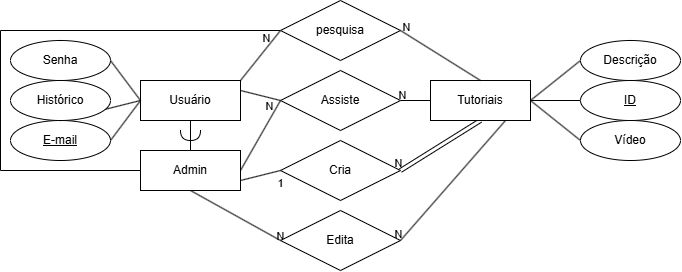 pesquisa
N
N
Senha
Descrição
Histórico
Usuário
N
Assiste
N
Tutoriais
ID
E-mail
Vídeo
Admin
1
Cria
N
N
Edita
N